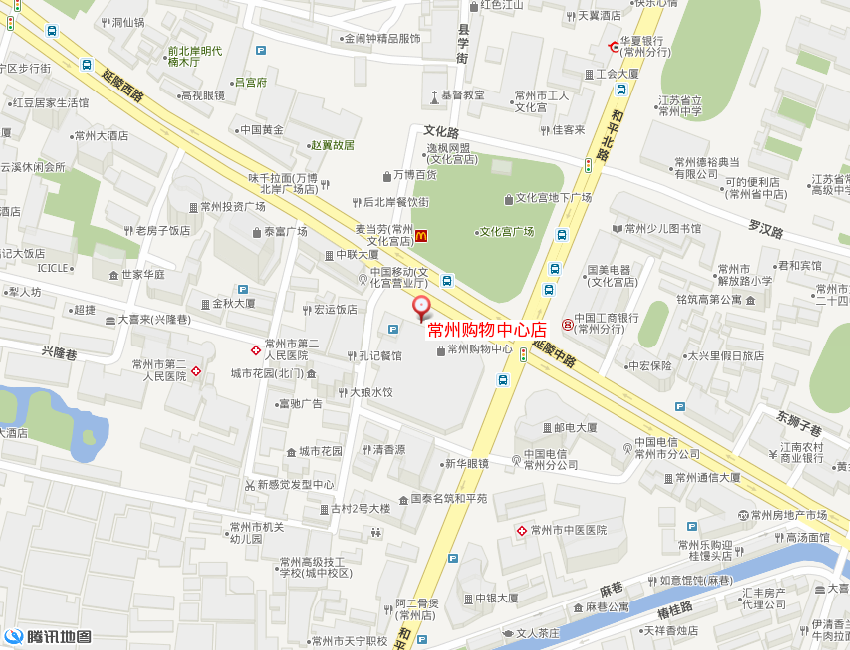 洞仙锅
红色江山
天翼酒店
快乐心情
金闺钟精品服饰
县学街
华夏银行
(常州分行)
前北岸明代
楠木厅
宁区步行街
延陵西路
吕宫府
工会大厦
高视眼镜
基督教堂
常州市工人
文化宫
江苏省立
常州中学
红豆居家生活馆
和平北路
中国黄金
文化路
佳客来
常州大酒店
赵翼故居
逸枫网盟
(文化宫店)
常州德裕典当
有限公司
云溪休闲会所
味千拉面(万博
北岸广场店)
万博百货
可的便利店
(常州省中店)
江苏省
高级中学
常州投资广场
后北岸餐饮街
文化宫地下广场
酒店
老房子饭店
泰富广场
麦当劳(常州
文化宫店)
文化宫广场
常州少儿图书馆
罗汉路
记大饭店
中联大厦
ICICLE
世家华庭
中国移动(文
化宫营业厅)
国美电器
(文化宫店)
常州市
解放路小学
君和宾馆
犁人坊
金秋大厦
铭筑高第公寓
常州市
二十四
超捷
大喜来(兴隆巷)
宏运饭店
常州购物中心店
中国工商银行
(常州分行)
兴隆巷
常州市第二
人民医院
孔记餐馆
常州购物中心
延陵中路
太兴里假日旅店
常州市第二
人民医院
城市花园(北门)
中宏保险
大娘水饺
富驰广告
东狮子巷
大酒店
邮电大厦
城市花园
清香源
中国电信
常州市分公司
江南农村
商业银行
新华眼镜
中国电信
常州分公司
黄
新感觉发型中心
常州通信大厦
国泰名筑和平苑
古村2号大楼
常州房地产市场
常州市机关
幼儿园
常州市中医医院
高汤面馆
常州乐购迎
桂馒头店
常州高级技工
学校(城中校区)
如意馄饨(麻巷)
麻巷
大喜
汇丰房产
代理公司
阿二骨煲
(常州店)
中银大厦
麻巷公寓
椿桂路
伊清香兰
牛肉拉面
腾讯地图
常州市天宁职校
和平
文人茶庄
天祥香烛店